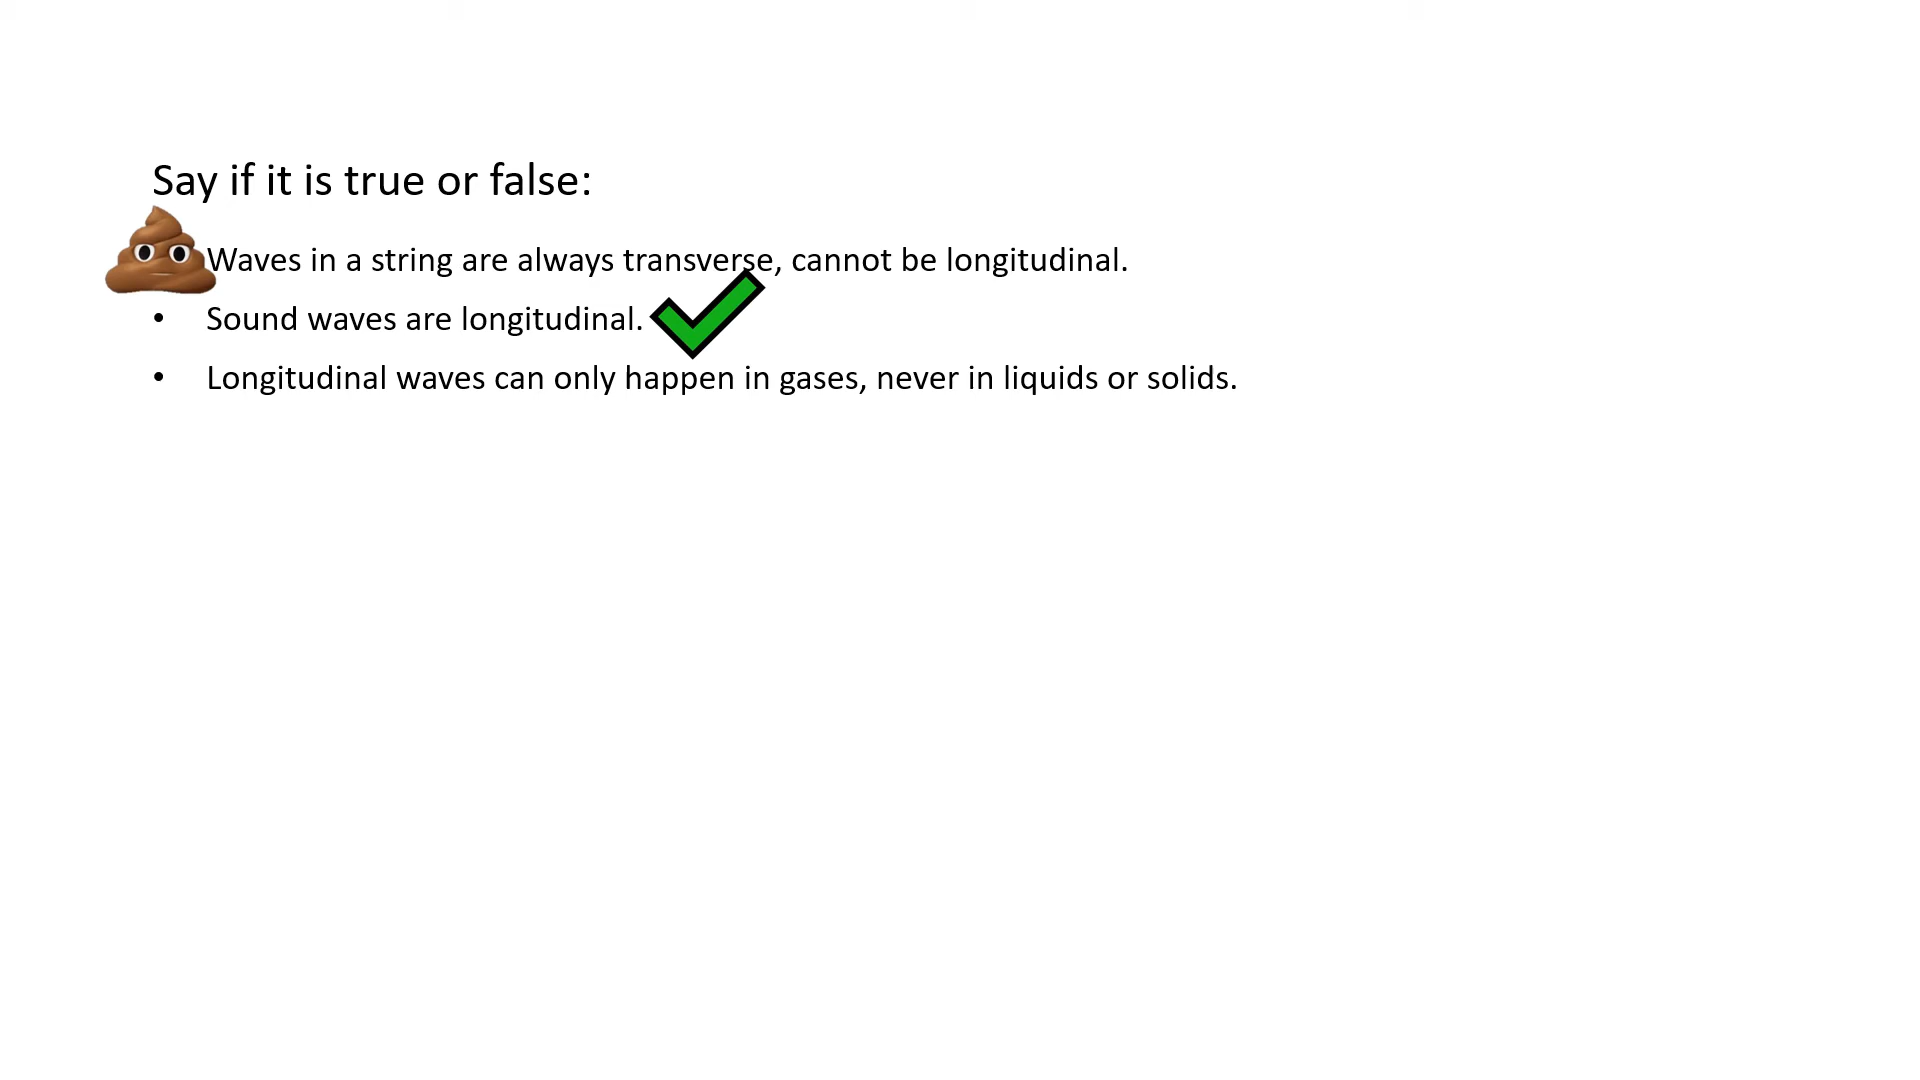 Say if it is true or false:
Waves in a string are always transverse, cannot be longitudinal.
• Sound waves are longitudinal.
• Longitudinal waves can only happen in gases, never in liquids or solids.